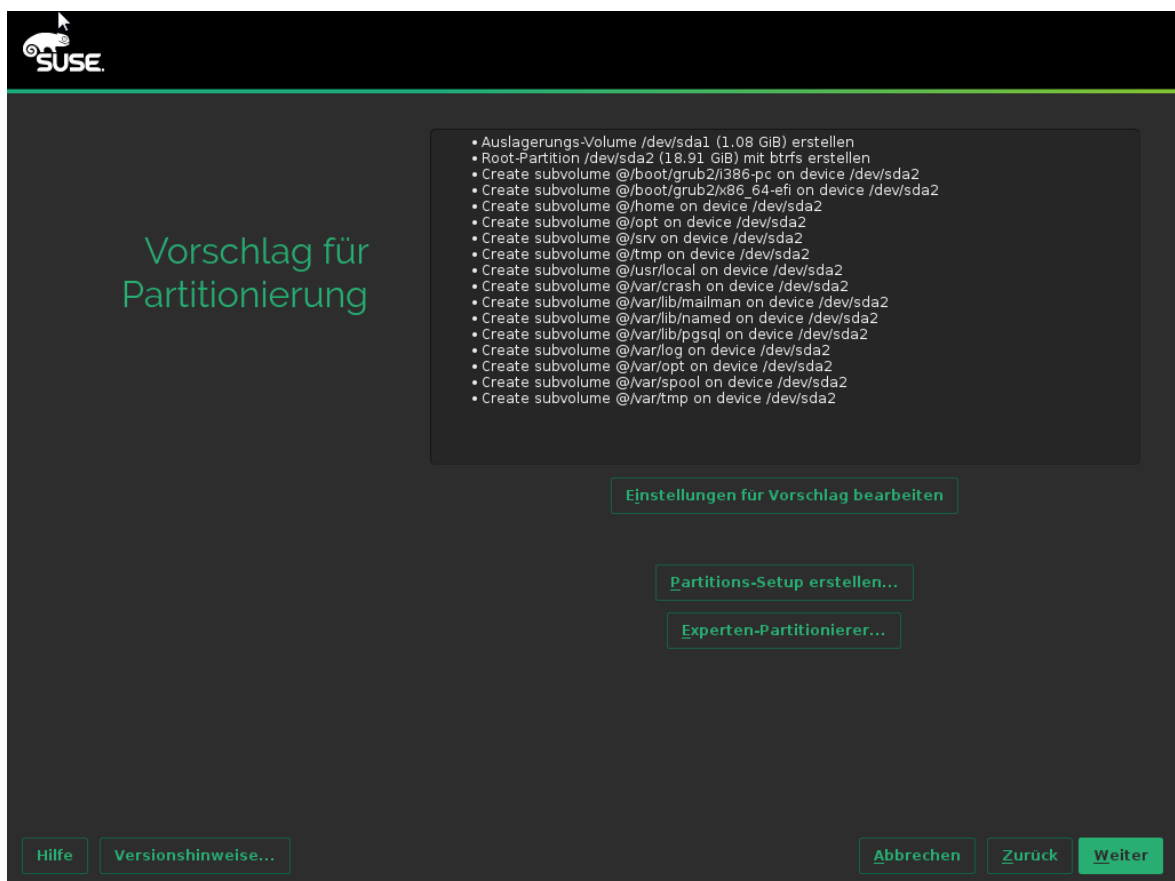 SUSE.
Vorschlag für
Partitionierung
• Auslagerungs-Volume /dev/sda1 (1.08 GiB) erstellen
• Root-Partition /dev/sda2 (18.91 GiB) mit btrfs erstellen
• Create subvolume @/boot/grub2/i386-pc on device /dev/sda2
• Create subvolume @/boot/grub2/x86_64-efi on device /dev/sda2
• Create subvolume @/home on device /dev/sda2
• Create subvolume @/opt on device /dev/sda2
• Create subvolume @/srv on device /dev/sda2
• Create subvolume @/tmp on device /dev/sda2
• Create subvolume @/usr/local on device /dev/sda2
• Create subvolume @/var/crash on device /dev/sda2
• Create subvolume @/var/lib/mailman on device /dev/sda2
• Create subvolume @/var/lib/named on device /dev/sda2
• Create subvolume @/var/lib/pgsql on device /dev/sda2
• Create subvolume @/var/log on device /dev/sda2
• Create subvolume @/var/opt on device /dev/sda2
• Create subvolume @/var/spool on device /dev/sda2
• Create subvolume @/var/tmp on device /dev/sda2
Einstellungen für Vorschlag bearbeiten
Partitions-Setup erstellen...
Experten-Partitionierer...
Hilfe
Versionshinweise...
Abbrechen
Zurück
Weiter